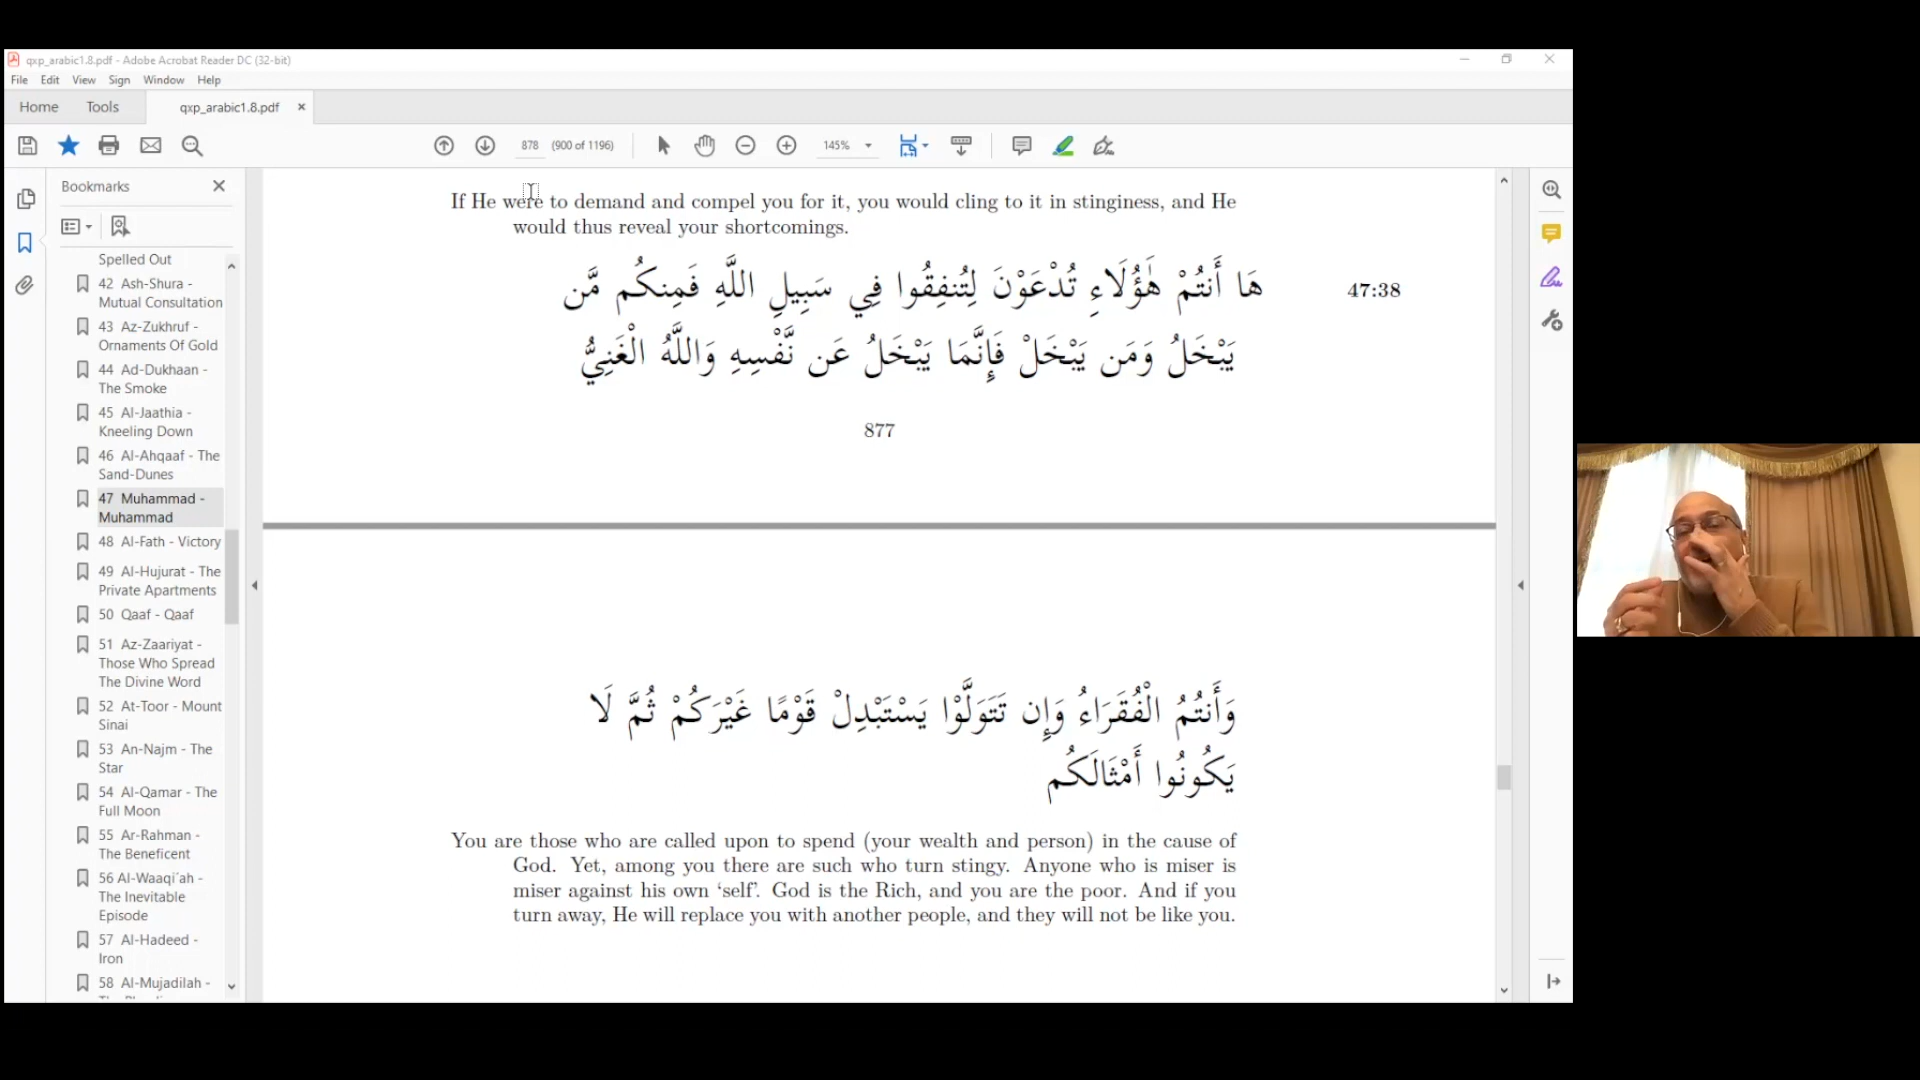 qxp_arabic1.8.pdf - Adobe Acrobat Reader DC (32-bit)
File Edit View Sign Window Help
Home Tools qxp_arabic1.8.pdf
878 (900 of 1196) 145%
Bookmarks
Spelled Out
42 Ash-Shura -
Mutual Consultation
43 Az-Zukhruf -
Ornaments Of Gold
44 Ad-Dukhaan -
The Smoke
45 Al-Jaathia -
Kneeling Down
46 Al-Ahqaaf - The
Sand-Dunes
47 Muhammad -
Muhammad
48 Al-Fath - Victory
49 Al-Hujurat - The
Private Apartments
50 Qaaf - Qaaf
51 Az-Zaariyat -
Those Who Spread
The Divine Word
52 At-Toor - Mount
Sinai
53 An-Najm - The
Star
54 Al-Qamar - The
Full Moon
55 Ar-Rahman -
The Beneficent
56 Al-Waaqi'ah -
The Inevitable
Episode
57 Al-Hadeed -
Iron
58 Al-Mujadilah -
If He were to demand and compel you for it, you would cling to it in stinginess, and He
would thus reveal your shortcomings.
هَا أَنتُمْ هَٰؤُلَاءِ تُدْعَوْنَ لِتُنفِقُوا فِي سَبِيلِ اللَّهِ فَمِنكُم مَّن
47:38
يَبْخَلُ وَمَن يَبْخَلْ فَإِنَّمَا يَبْخَلُ عَن نَّفْسِهِ وَاللَّهُ الْغَنِيُّ
877
وَأَنتُمُ الْفُقَرَاءُ وَإِن تَتَوَلَّوْا يَسْتَبْدِلْ قَوْمًا غَيْرَكُمْ ثُمَّ لَا
يَكُونُوا أَمْثَالَكُم
You are those who are called upon to spend (your wealth and person) in the cause of
God. Yet, among you there are such who turn stingy. Anyone who is miser is
miser against his own ‘self’. God is the Rich, and you are the poor. And if you
turn away, He will replace you with another people, and they will not be like you.